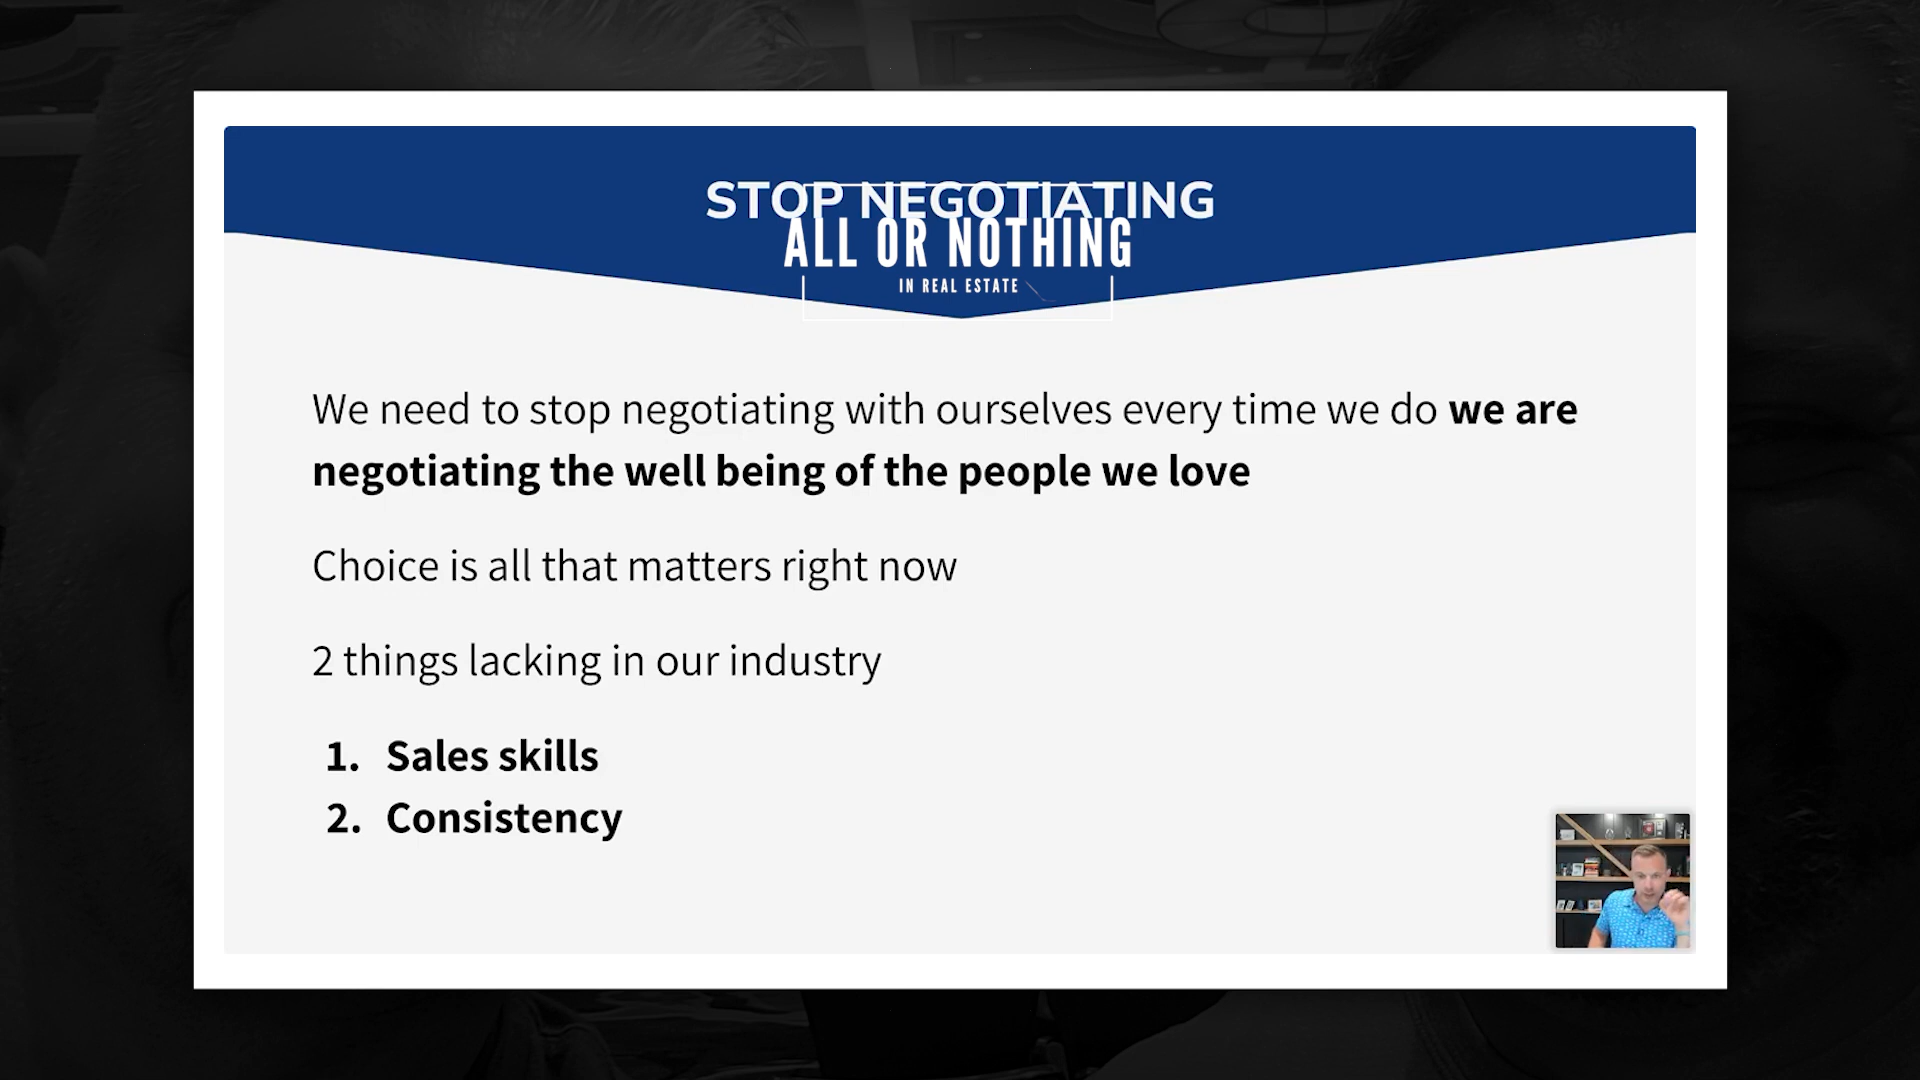 STOP NEGOTIATING
ALL OR NOTHING
IN REAL ESTATE
We need to stop negotiating with ourselves every time we do we are
negotiating the well being of the people we love
Choice is all that matters right now
2 things lacking in our industry
1. Sales skills
2. Consistency